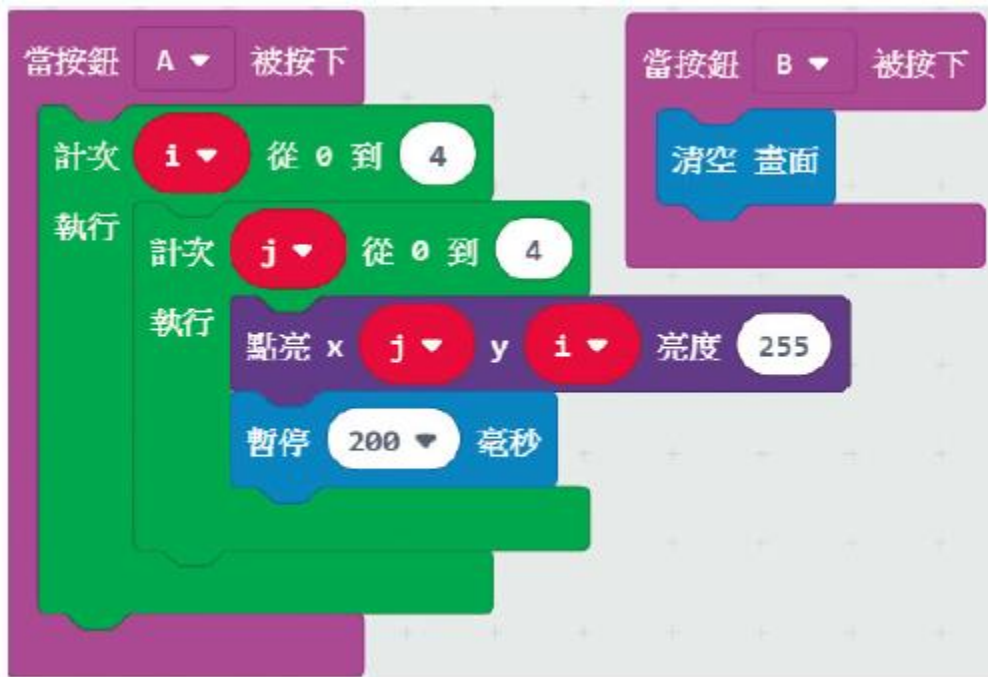 當按鈕 A 被按下
計次 i 從 0 到 4
執行
計次 j 從 0 到 4
執行
點亮 x j y i 亮度 255
暫停 200 毫秒
當按鈕 B 被按下
清空 畫面